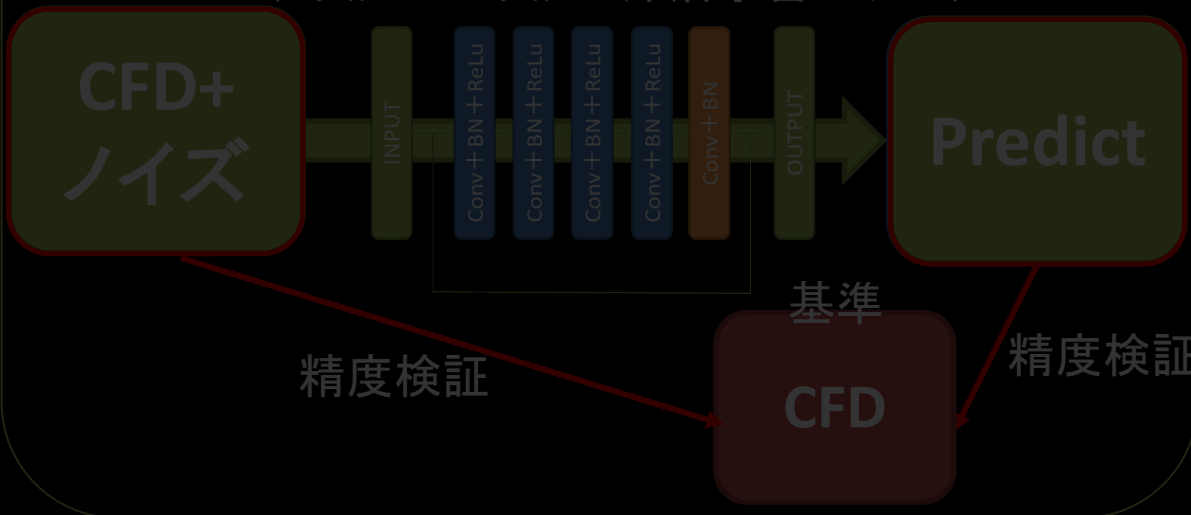 CFD+
ノイズ
INPUT
Conv+BN+ReLu
Conv+BN+ReLu
Conv+BN+ReLu
Conv+BN+ReLu
Conv+BN
OUTPUT
Predict
基準
精度検証
CFD
精度検証